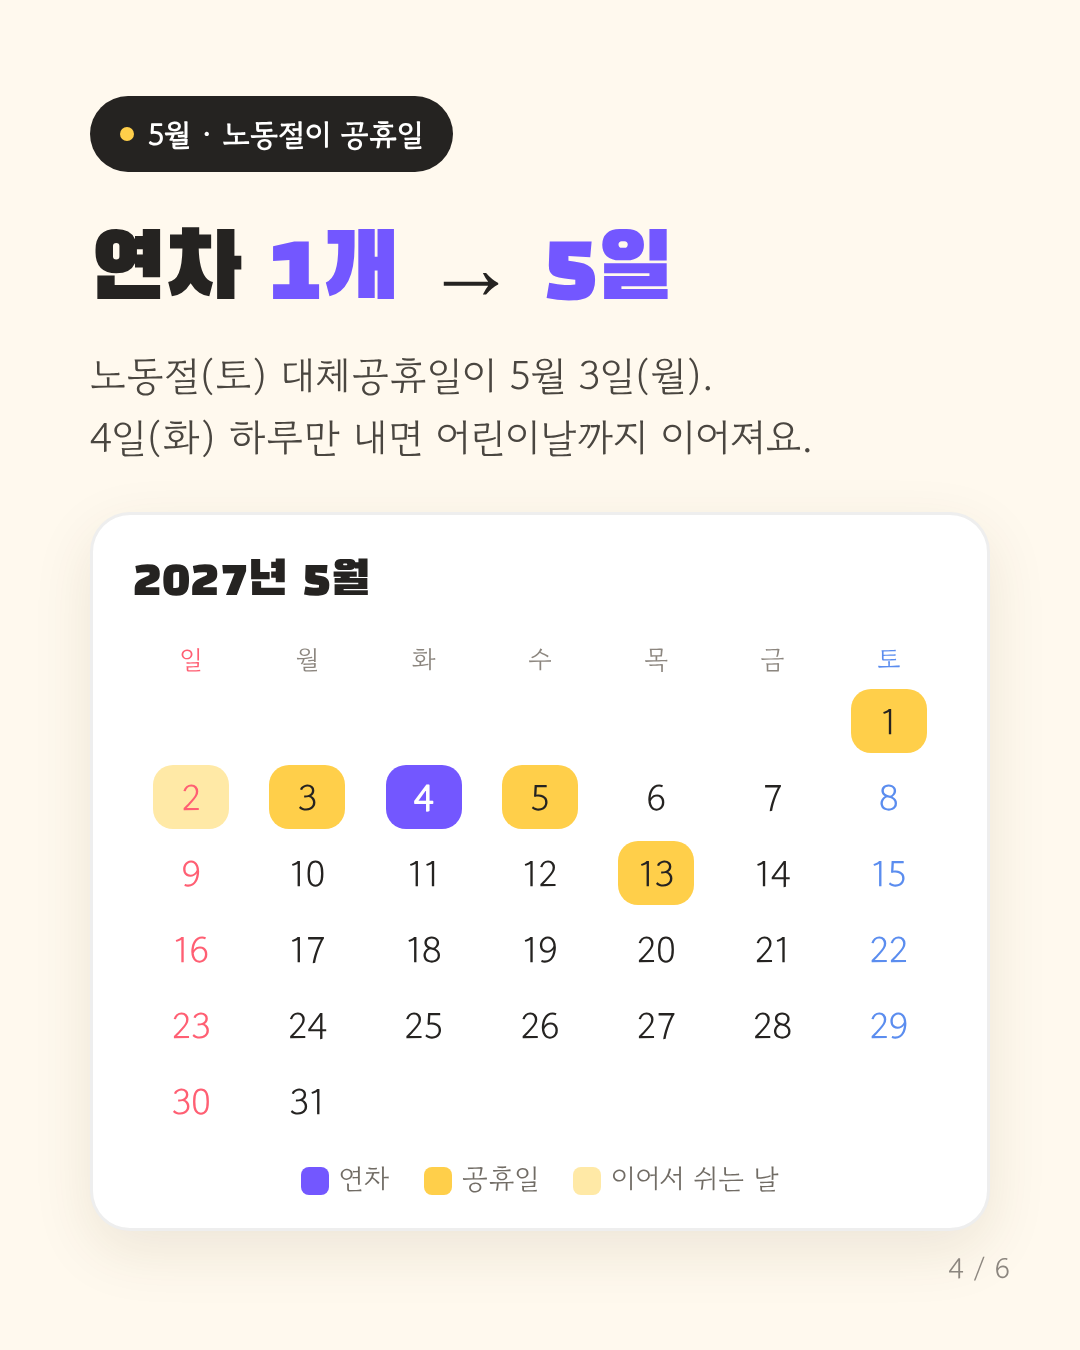 5월 · 노동절이 공휴일
연차 1개 → 5일
노동절(토) 대체공휴일이 5월 3일(월).
4일(화) 하루만 내면 어린이날까지 이어져요.
2027년 5월
일 월 화 수 목 금 토
1
2 3 4 5 6 7 8
9 10 11 12 13 14 15
16 17 18 19 20 21 22
23 24 25 26 27 28 29
30 31
연차 공휴일 이어서 쉬는 날
4 / 6